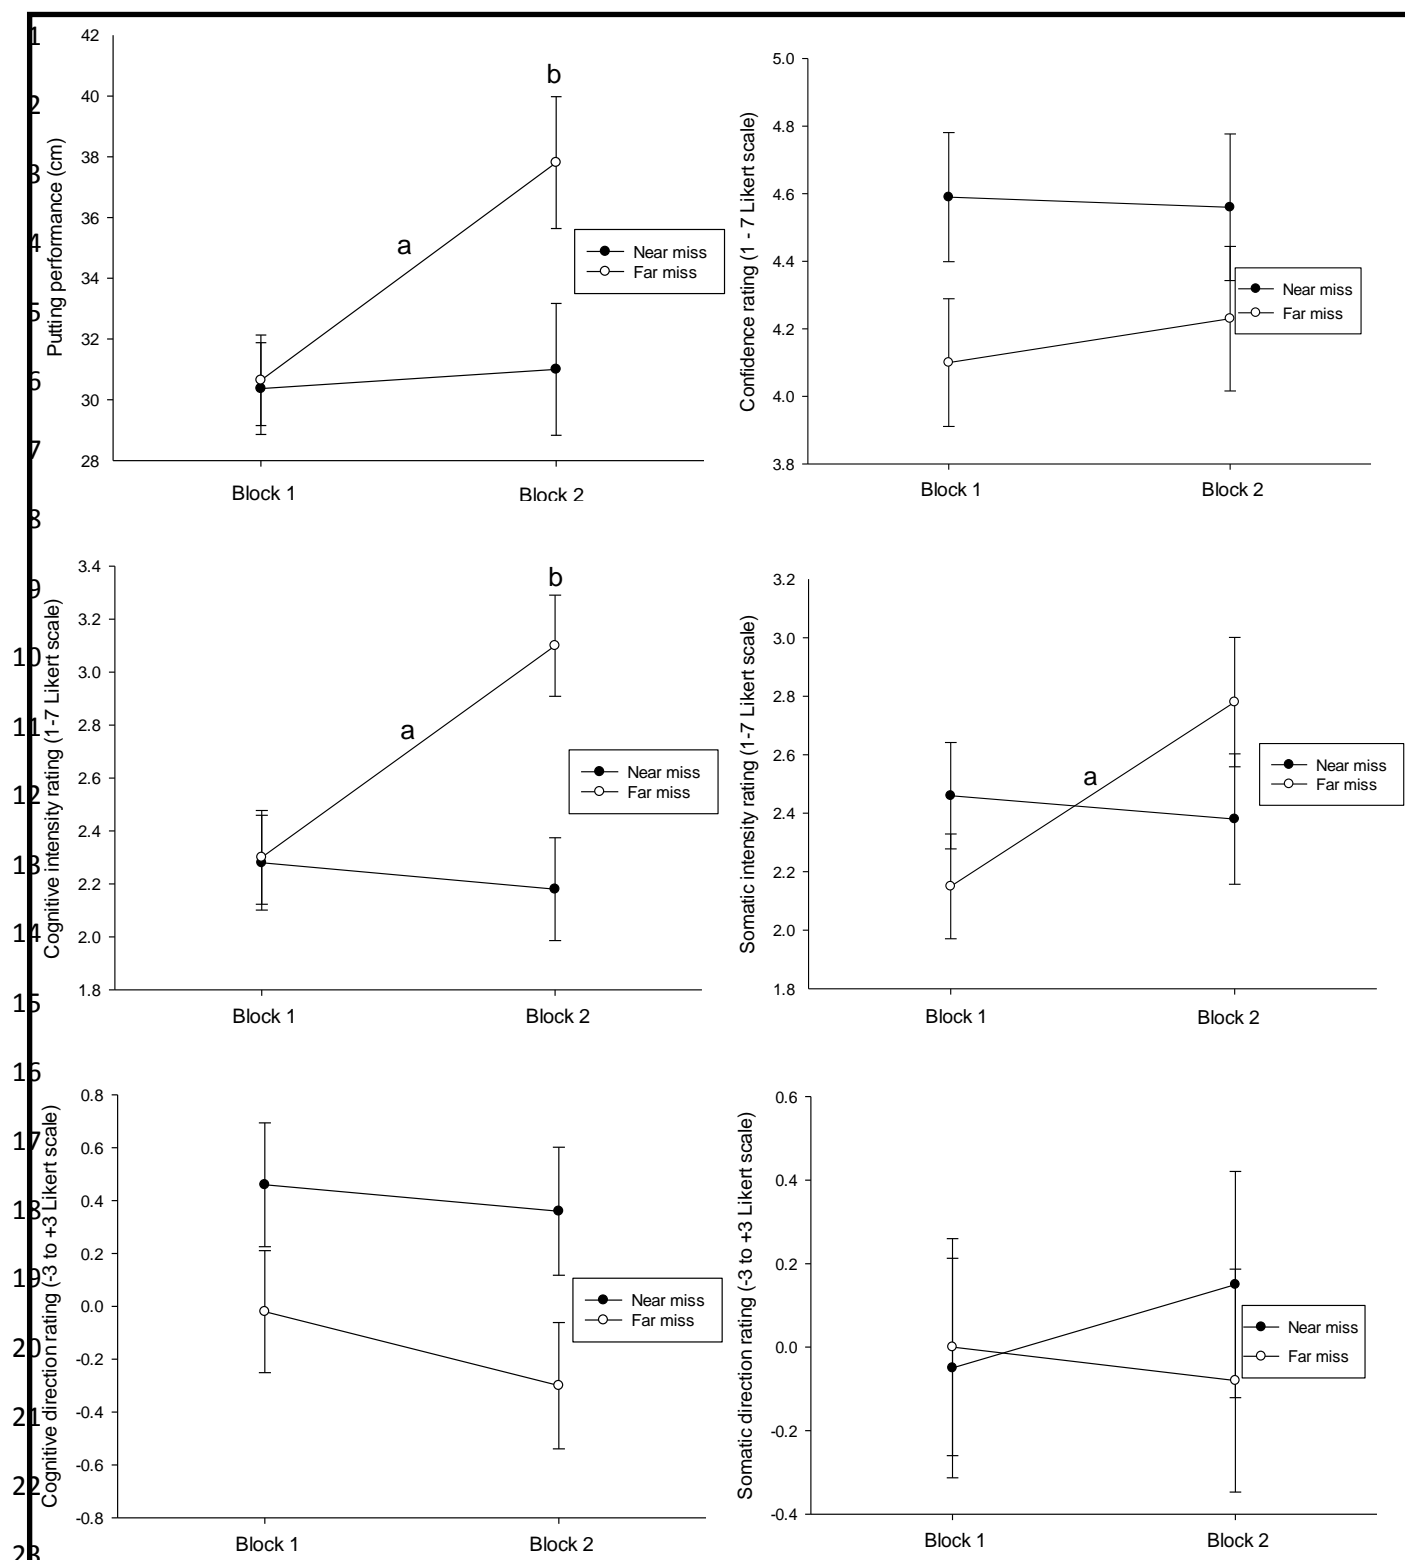 1
2
3
4
5
6
7
8
9
10
11
12
13
14
15
16
17
18
19
20
21
22
23
Putting performance (cm)
42
40
38
36
34
32
30
28
a
b
Near miss
Far miss
Block 1
Block 2
Confidence rating (1 - 7 Likert scale)
5.0
4.8
4.6
4.4
4.2
4.0
3.8
Near miss
Far miss
Block 1
Block 2
Cognitive intensity rating (1-7 Likert scale)
3.4
3.2
3.0
2.8
2.6
2.4
2.2
2.0
1.8
a
b
Near miss
Far miss
Block 1
Block 2
Somatic intensity rating (1-7 Likert scale)
3.2
3.0
2.8
2.6
2.4
2.2
2.0
1.8
a
Near miss
Far miss
Block 1
Block 2
Cognitive direction rating (-3 to +3 Likert scale)
0.8
0.6
0.4
0.2
0.0
-0.2
-0.4
-0.6
-0.8
Near miss
Far miss
Block 1
Block 2
Somatic direction rating (-3 to +3 Likert scale)
0.6
0.4
0.2
0.0
-0.2
-0.4
Near miss
Far miss
Block 1
Block 2